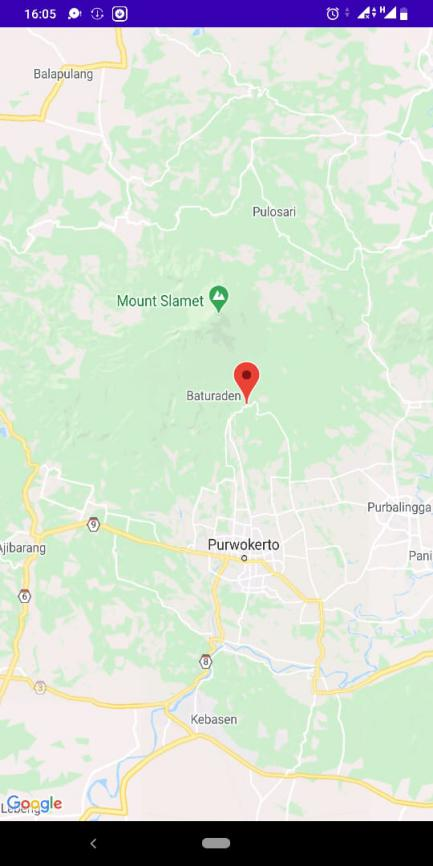 16:05
H
Balapulang
Pulosari
Mount Slamet
Baturaden
Purbalingga
9
Purwokerto
Ajibarang
Pani
6
8
3
Kebasen
Google